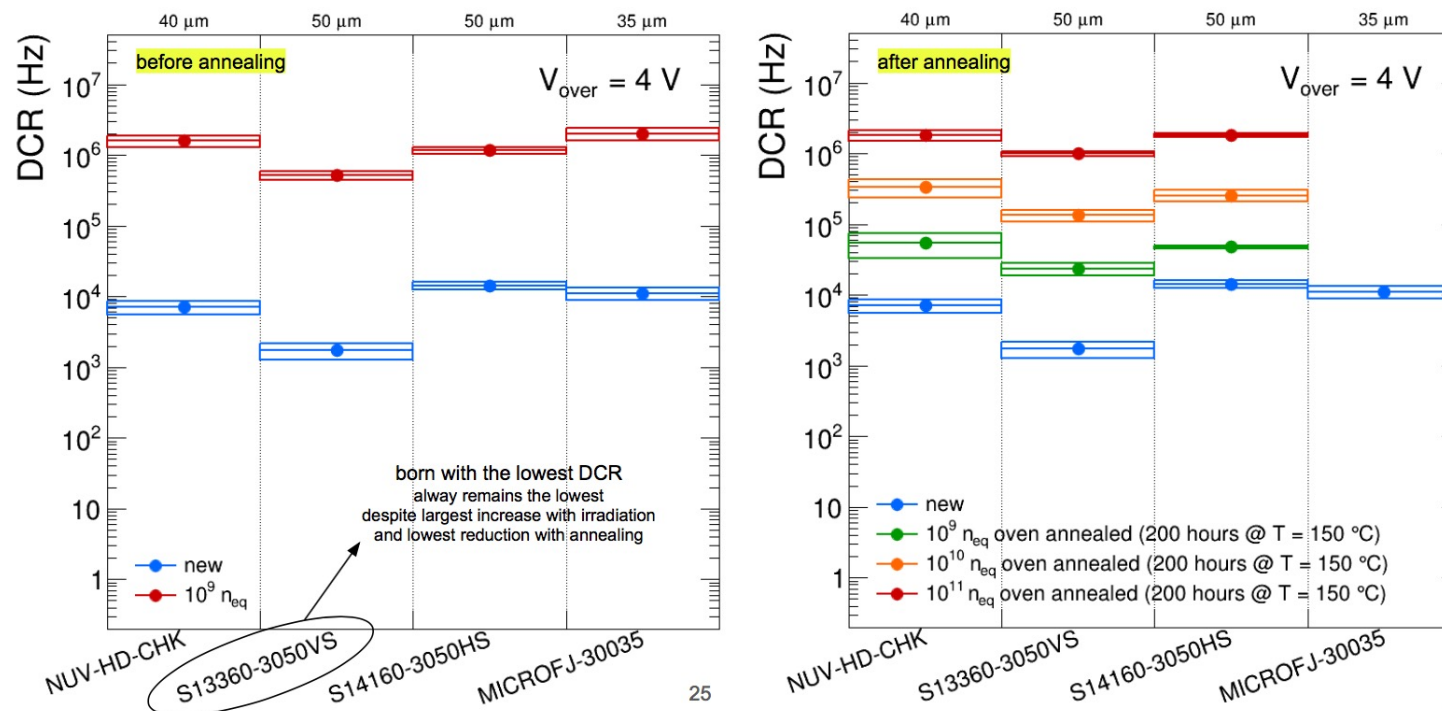 40 μm 50 μm 50 μm 35 μm
before annealing
V_over = 4 V
DCR (Hz)
10^7
10^6
10^5
10^4
10^3
10^2
10
1
born with the lowest DCR
alway remains the lowest
despite largest increase with irradiation
and lowest reduction with annealing
new
10^9 n_eq
NUV-HD-CHK
S13360-3050VS
S14160-3050HS
MICROFJ-30035
25
40 μm 50 μm 50 μm 35 μm
after annealing
V_over = 4 V
DCR (Hz)
10^7
10^6
10^5
10^4
10^3
10^2
10
1
new
10^9 n_eq oven annealed (200 hours @ T = 150 °C)
10^10 n_eq oven annealed (200 hours @ T = 150 °C)
10^11 n_eq oven annealed (200 hours @ T = 150 °C)
NUV-HD-CHK
S13360-3050VS
S14160-3050HS
MICROFJ-30035